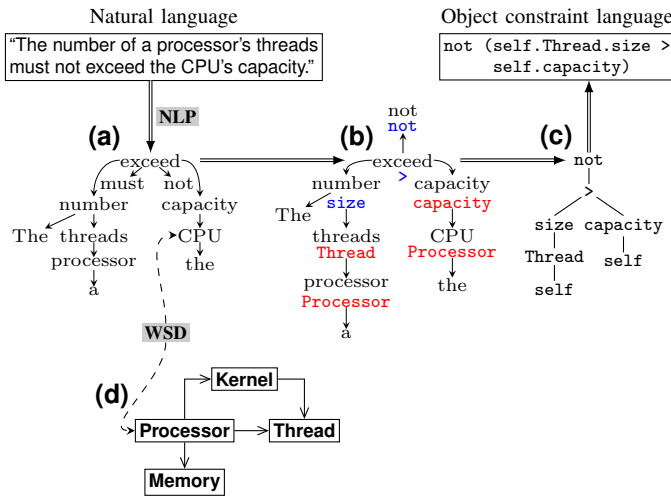 Natural language
Object constraint language
“The number of a processor’s threads
must not exceed the CPU’s capacity.”
not (self.Thread.size >
self.capacity)
NLP
(a)
exceed
must not
number capacity
The threads CPU
processor the
a
WSD
(b)
not
not
exceed
>
number capacity
size capacity
The
threads CPU
Thread Processor
processor the
Processor
a
(c)
not
>
size capacity
Thread self
self
(d)
Kernel
Processor Thread
Memory